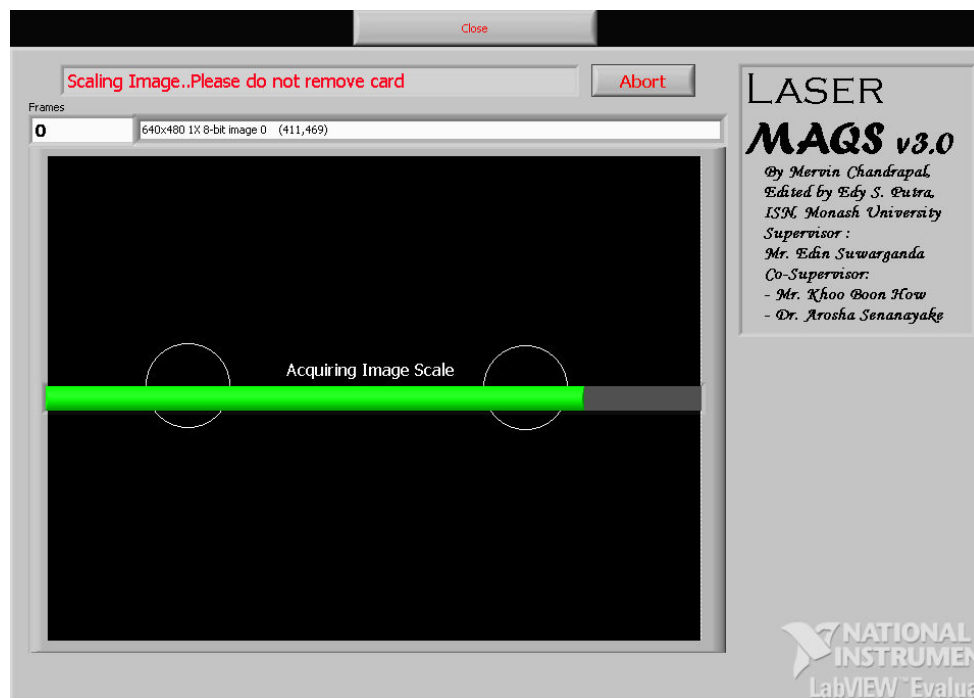 Close
Scaling Image..Please do not remove card
Abort
Frames
0
640x480 1X 8-bit image 0 (411,469)
Acquiring Image Scale
LASER
MAQS v3.0
By Mervin Chandrapal,
Edited by Edy S. Putra,
ISN, Monash University
Supervisor :
Mr. Edin Suwarganda
Co-Supervisor:
- Mr. Khoo Boon How
- Dr. Arosha Senanayake
NATIONAL
INSTRUMEN
LabVIEW™ Evalua